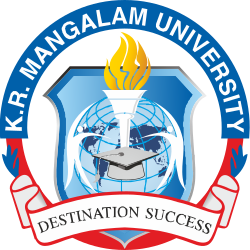 K.R. MANGALAM UNIVERSITY
DESTINATION SUCCESS